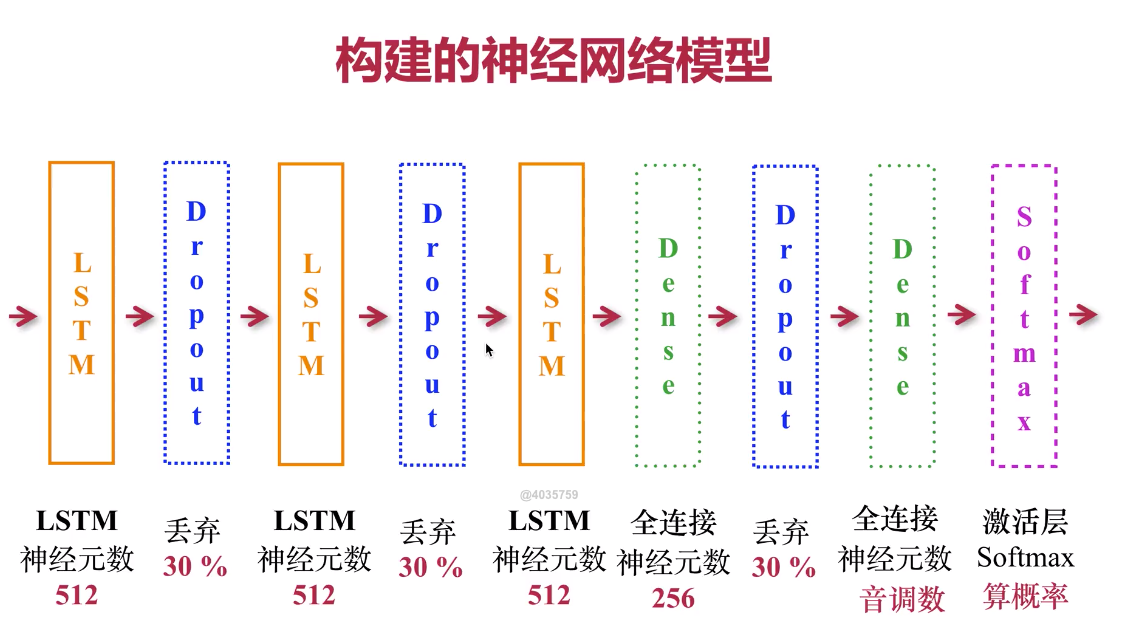 构建的神经网络模型
LSTM
Dropout
LSTM
Dropout
LSTM
Dense
Dropout
Dense
Softmax
@4035759
LSTM
神经元数
512
丢弃
30 %
LSTM
神经元数
512
丢弃
30 %
LSTM
神经元数
512
全连接
神经元数
256
丢弃
30 %
全连接
神经元数
音调数
激活层
Softmax
算概率